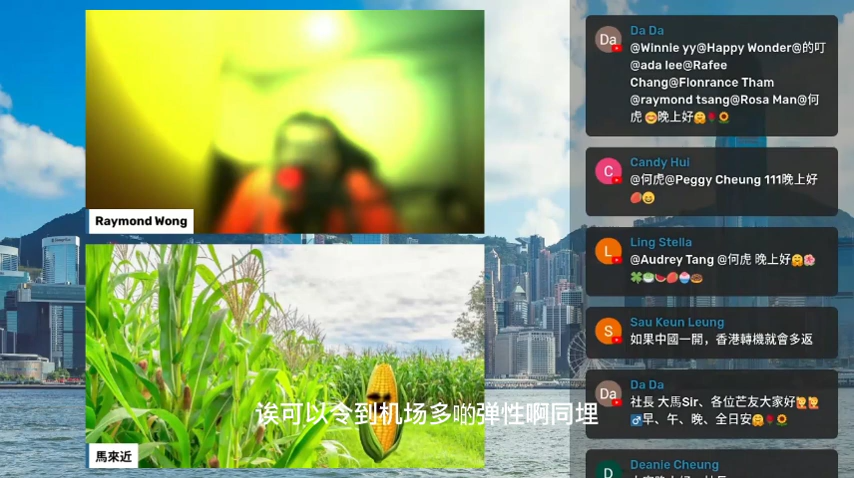 Raymond Wong
馬來近
诶可以令到机场多啲弹性啊同埋
Da
Da Da
@Winnie yy@Happy Wonder@的叮
@ada lee@Rafee
Chang@Fionrance Tham
@raymond tsang@Rosa Man@何
虎 晚上好
C
Candy Hui
@何虎@Peggy Cheung 111晚上好
L
Ling Stella
@Audrey Tang @何虎 晚上好
S
Sau Keun Leung
如果中國一開，香港轉機就會多返
Da
Da Da
社長 大馬Sir、各位芒友大家好
早、午、晚、全日安
D
Deanie Cheung